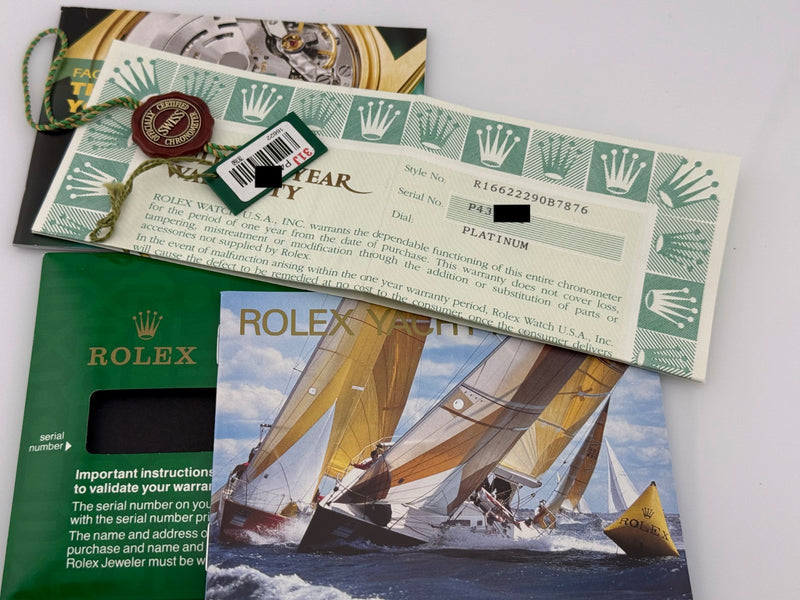 FAC
T
Y
CERTIFIED
SWISS
OFFICIALLY CHRONOMETER
16622
31J P4
YEAR
WARRANTY
Style No.
R16622290B7876
Serial No.
P43
Dial:
PLATINUM
ROLEX WATCH U.S.A., INC. warrants the dependable functioning of this entire chronometer
for the period of one year from the date of purchase. This warranty does not cover loss,
tampering, mistreatment or modification through the addition or substitution of parts or
accessories not supplied by Rolex.
In the event of malfunction arising within the one year warranty period, Rolex Watch U.S.A., Inc.
will cause the defect to be remedied at no cost to the consumer, once the consumer delivers
ROLEX
serial
number
Important instructions
to validate your warran
The serial number on you
with the serial number pri
The name and address o
purchase and name and
Rolex Jeweler must be w
ROLEX YACHT
ROLEX